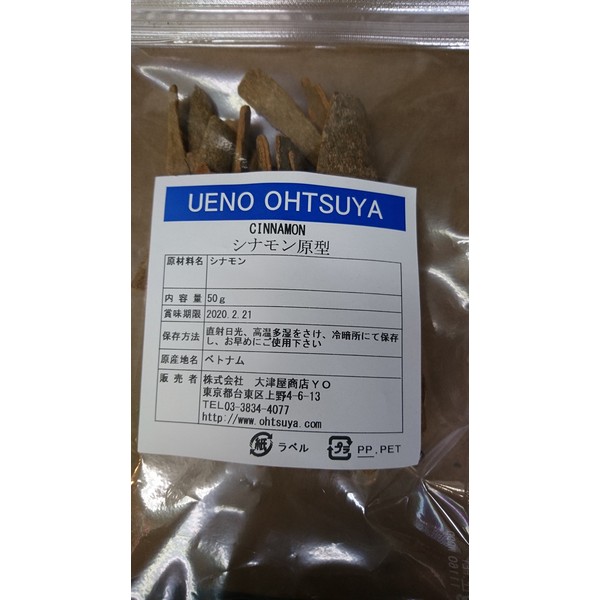 UENO OHTSUYA
CINNAMON
シナモン原型
原材料名 シナモン
内容量 50g
賞味期限 2020.2.21
保存方法 直射日光、高温多湿をさけ、冷暗所にて保存
し、お早めにご使用下さい
原産地名 ベトナム
販売者 株式会社 大津屋商店YO
東京都台東区上野4-6-13
TEL03-3834-4077
http://www.ohtsuya.com
紙 ラベル プラ PP,PET